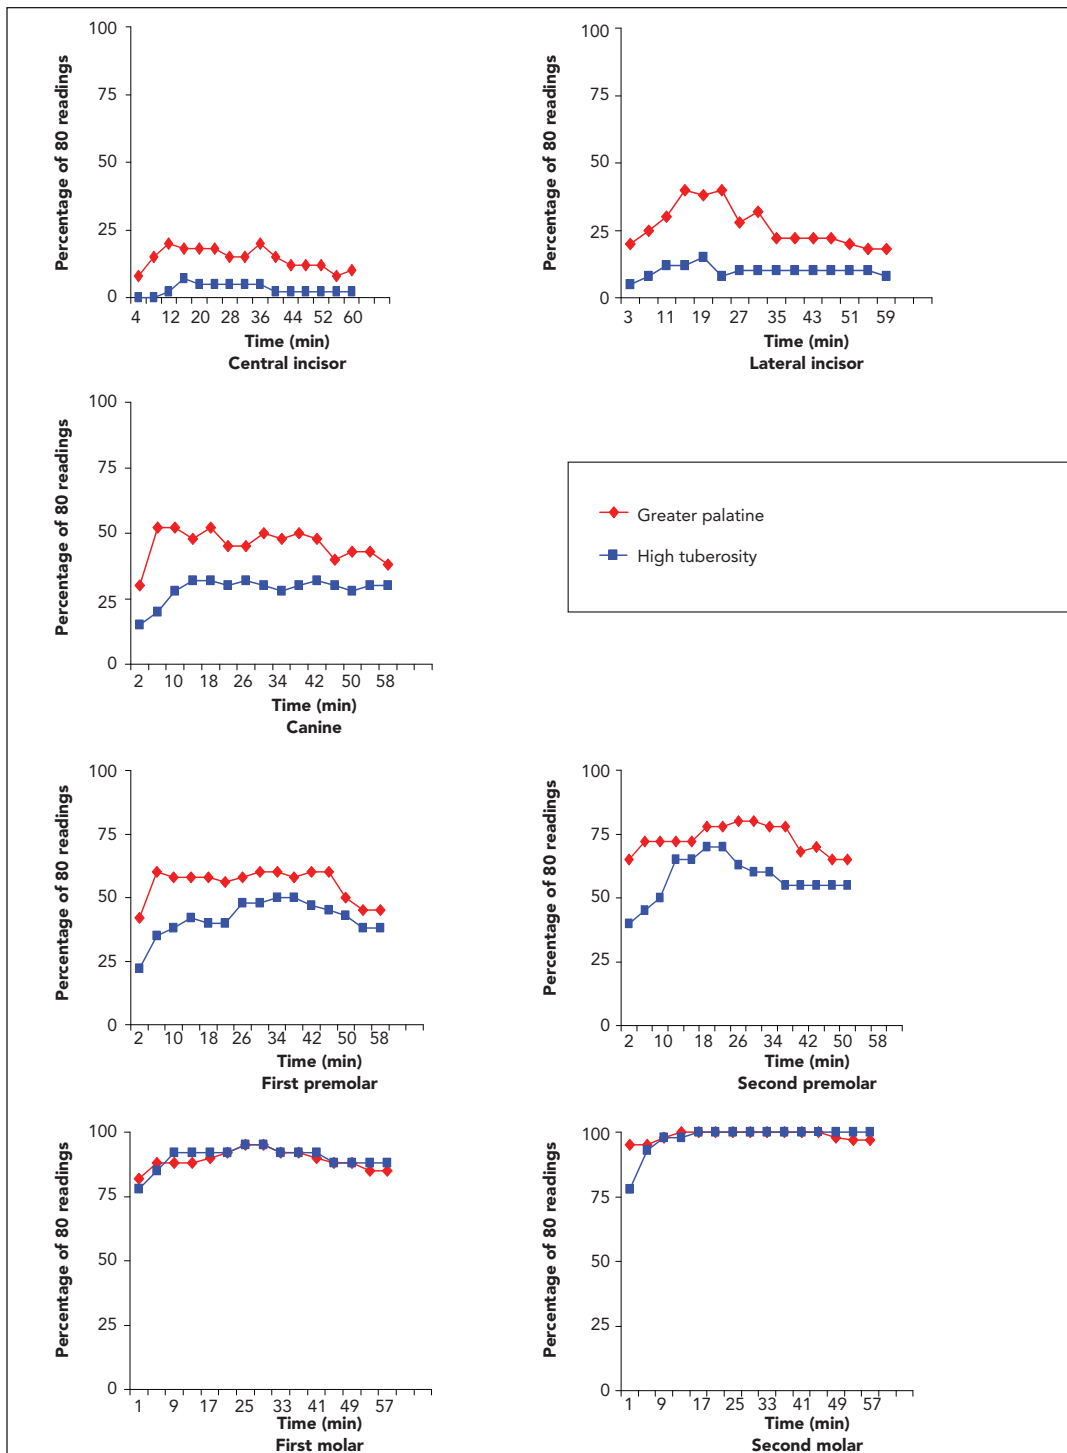 Percentage of 80 readings
100
75
50
25
0
4 12 20 28 36 44 52 60
Time (min)
Central incisor
Percentage of 80 readings
100
75
50
25
0
3 11 19 27 35 43 51 59
Time (min)
Lateral incisor
Percentage of 80 readings
100
75
50
25
0
2 10 18 26 34 42 50 58
Time (min)
Canine
Greater palatine
High tuberosity
Percentage of 80 readings
100
75
50
25
0
2 10 18 26 34 42 50 58
Time (min)
First premolar
Percentage of 80 readings
100
75
50
25
0
2 10 18 26 34 42 50 58
Time (min)
Second premolar
Percentage of 80 readings
100
75
50
25
0
1 9 17 25 33 41 49 57
Time (min)
First molar
Percentage of 80 readings
100
75
50
25
0
1 9 17 25 33 41 49 57
Time (min)
Second molar